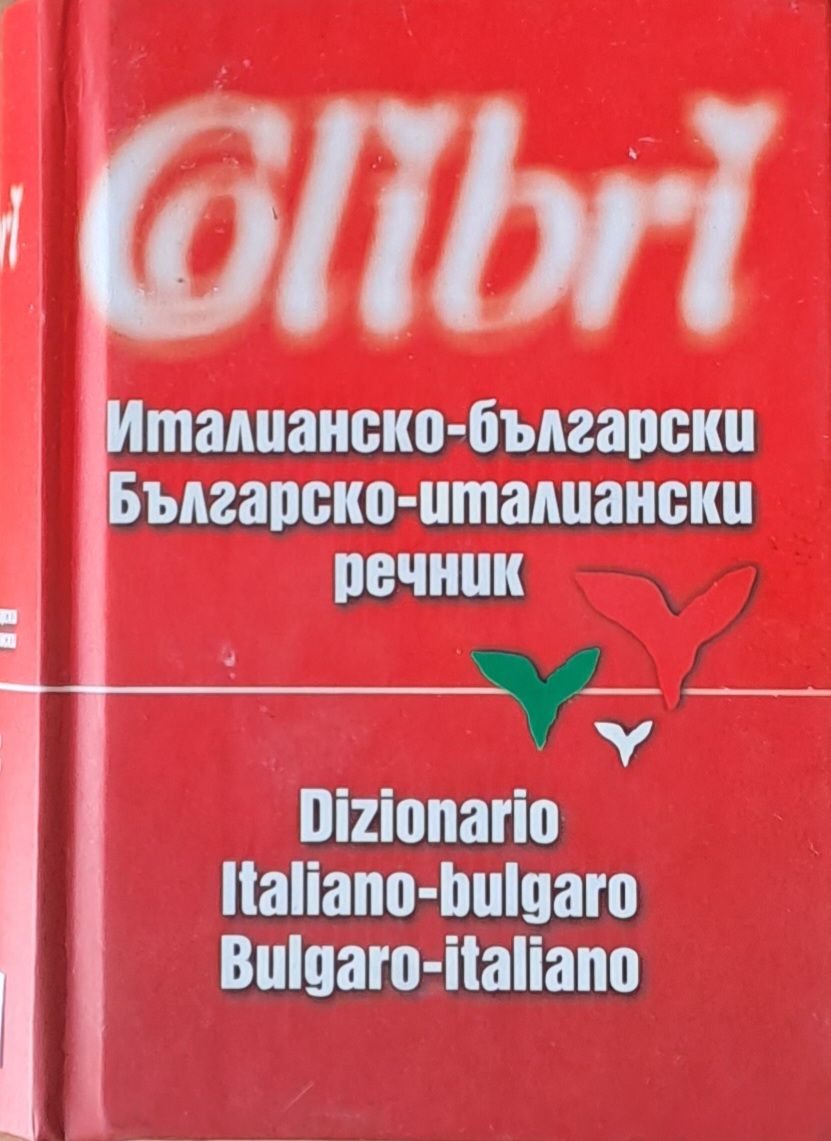 Colibri
Италианско-български
Българско-италиански
речник
Dizionario
Italiano-bulgaro
Bulgaro-italiano